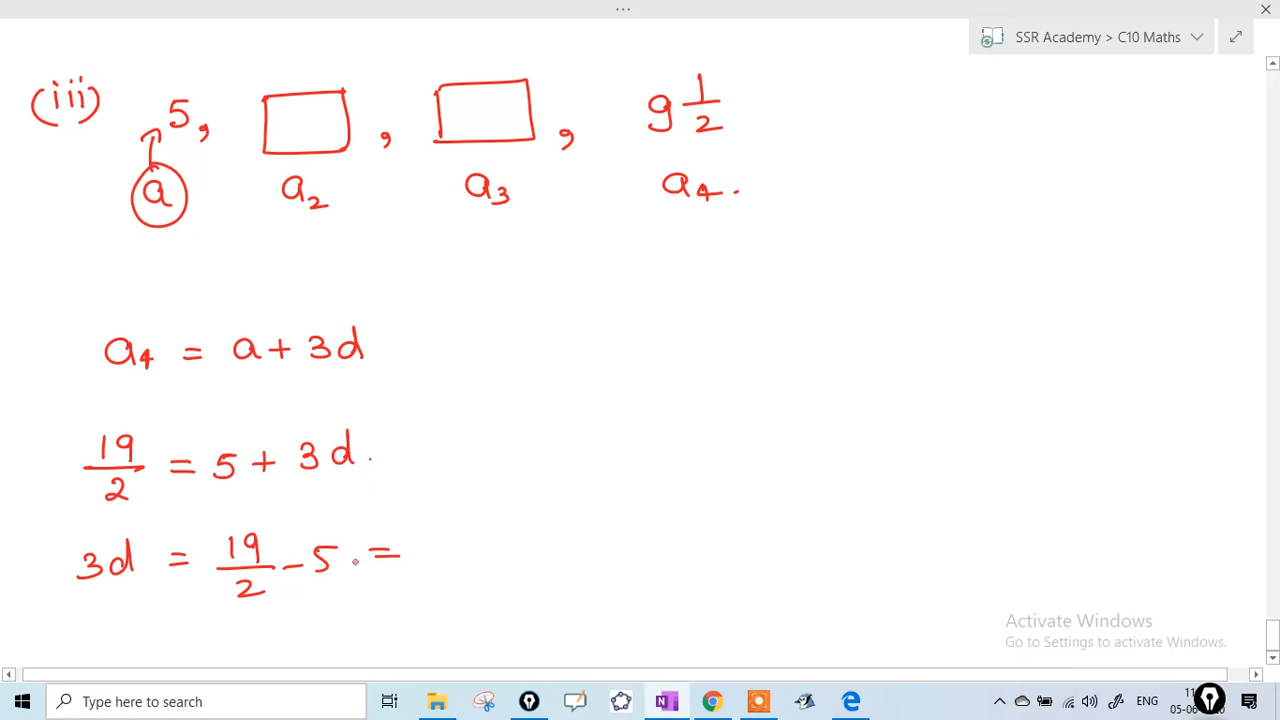 SSR Academy > C10 Maths
(iii) 5, , , 9 1/2
a a₂ a₃ a₄.
a₄ = a + 3d
19/2 = 5 + 3d.
3d = 19/2 - 5. =
Activate Windows
Go to Settings to activate Windows.
Type here to search
ENG